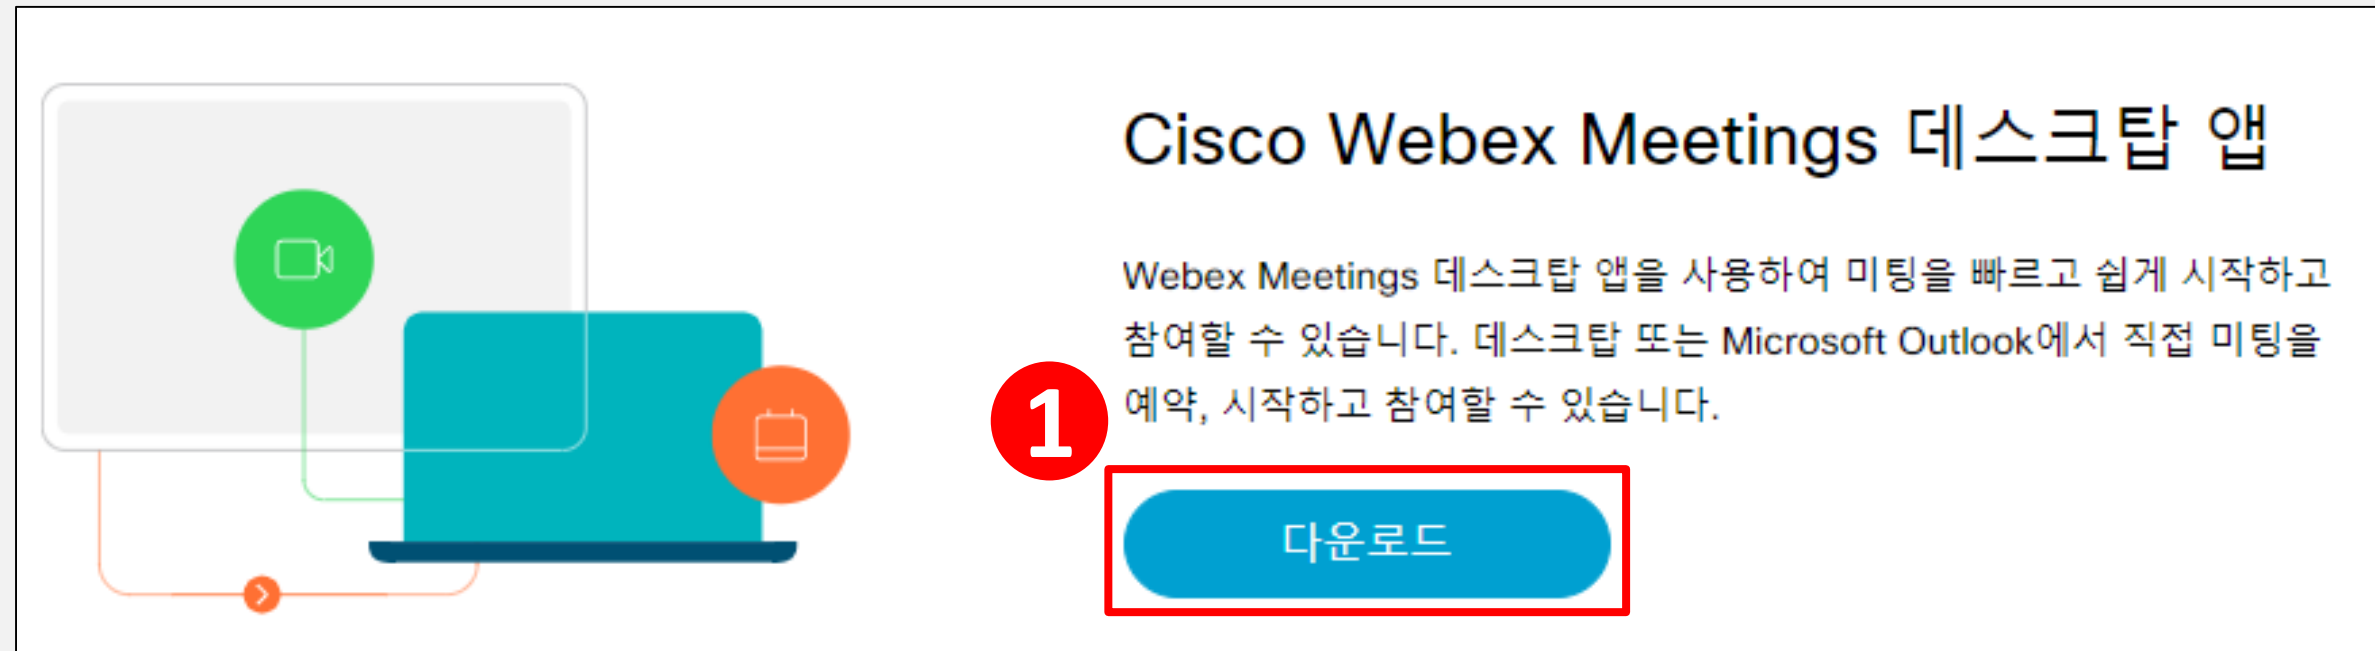 Cisco Webex Meetings 데스크탑 앱
Webex Meetings 데스크탑 앱을 사용하여 미팅을 빠르고 쉽게 시작하고
참여할 수 있습니다. 데스크탑 또는 Microsoft Outlook에서 직접 미팅을
예약, 시작하고 참여할 수 있습니다.
1
다운로드